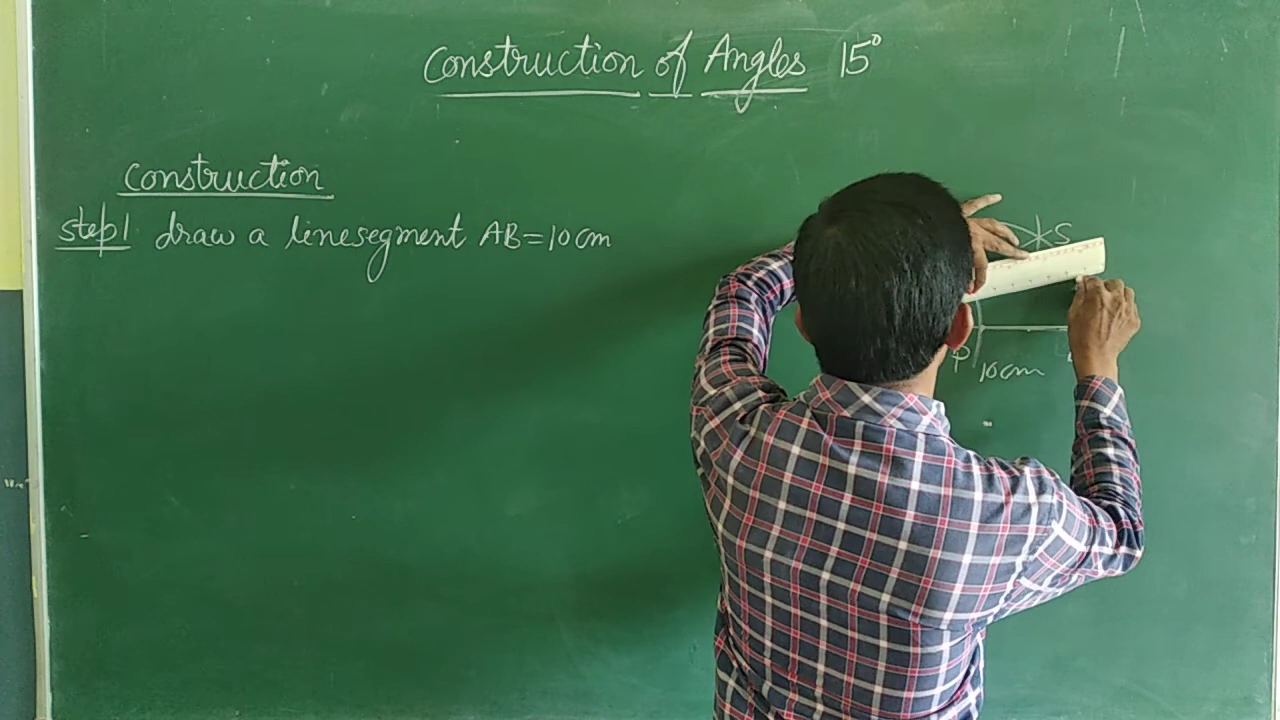 Construction of Angles 15°
Construction
step1 draw a linesegment AB=10cm
S
P
10cm